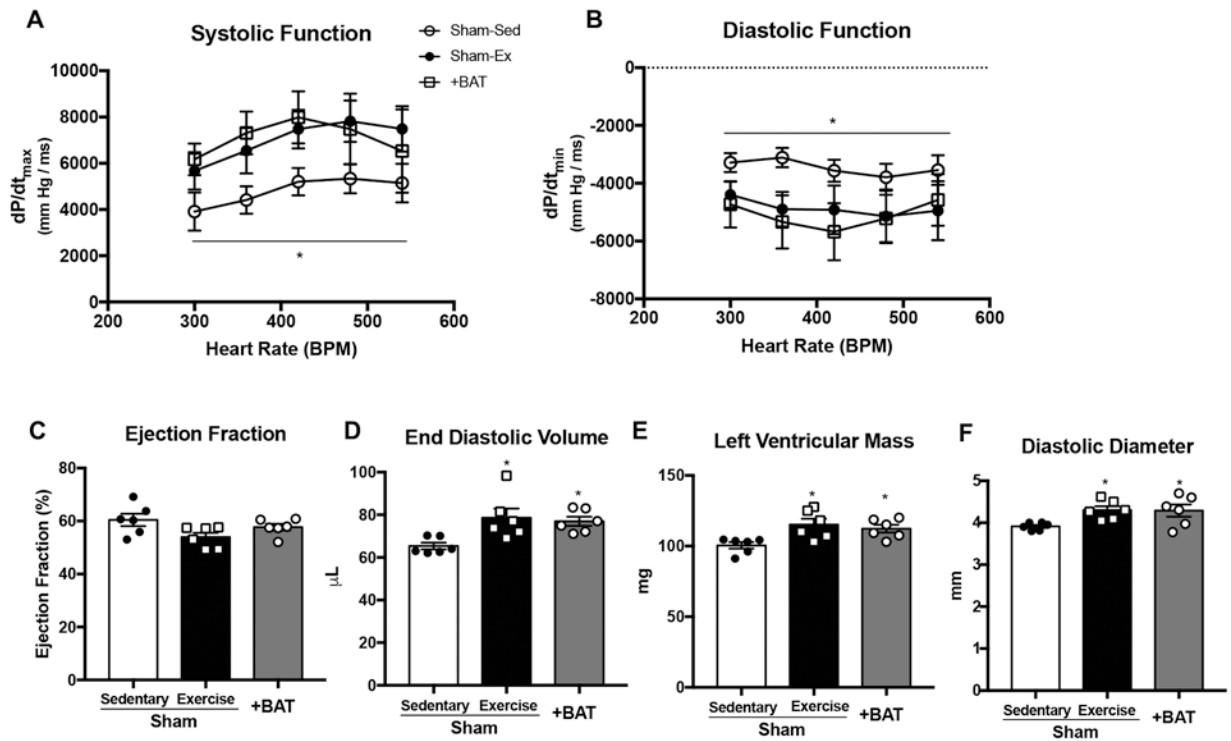 A
Systolic Function
Sham-Sed
Sham-Ex
+BAT
10000
8000
6000
4000
2000
0
dP/dtmax
(mm Hg / ms)
*
200
300
400
500
600
Heart Rate (BPM)
B
Diastolic Function
0
-2000
-4000
-6000
-8000
dP/dtmin
(mm Hg / ms)
*
200
300
400
500
600
Heart Rate (BPM)
C
Ejection Fraction
80
60
40
20
0
Ejection Fraction (%)
Sedentary
Exercise
+BAT
Sham
D
End Diastolic Volume
100
80
60
40
20
0
µL
*
*
Sedentary
Exercise
+BAT
Sham
E
Left Ventricular Mass
150
100
50
0
mg
*
*
Sedentary
Exercise
+BAT
Sham
F
Diastolic Diameter
5
4
3
2
1
0
mm
*
*
Sedentary
Exercise
+BAT
Sham